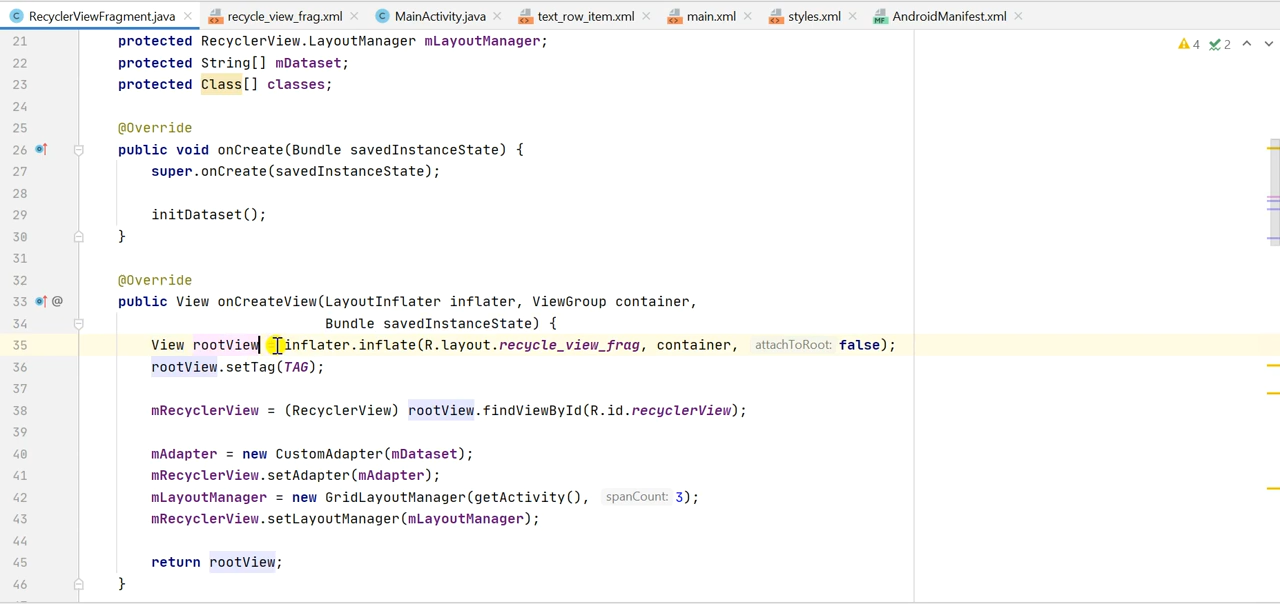 RecyclerViewFragment.java recycle_view_frag.xml MainActivity.java text_row_item.xml main.xml styles.xml AndroidManifest.xml
21 protected RecyclerView.LayoutManager mLayoutManager; 4 2
22 protected String[] mDataset;
23 protected Class[] classes;
24
25 @Override
26 public void onCreate(Bundle savedInstanceState) {
27 super.onCreate(savedInstanceState);
28
29 initDataset();
30 }
31
32 @Override
33 @ public View onCreateView(LayoutInflater inflater, ViewGroup container,
34 Bundle savedInstanceState) {
35 View rootView = inflater.inflate(R.layout.recycle_view_frag, container, attachToRoot: false);
36 rootView.setTag(TAG);
37
38 mRecyclerView = (RecyclerView) rootView.findViewById(R.id.recyclerView);
39
40 mAdapter = new CustomAdapter(mDataset);
41 mRecyclerView.setAdapter(mAdapter);
42 mLayoutManager = new GridLayoutManager(getActivity(), spanCount: 3);
43 mRecyclerView.setLayoutManager(mLayoutManager);
44
45 return rootView;
46 }